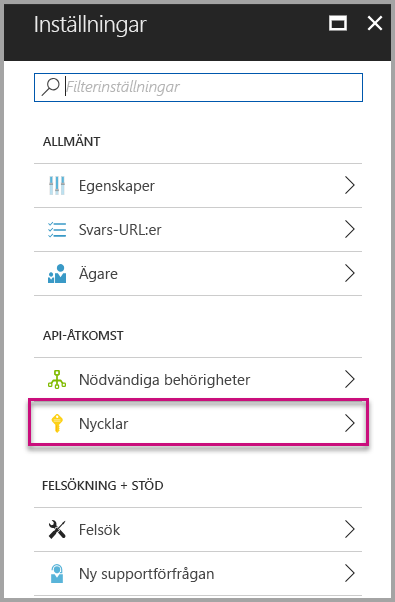 Inställningar
Filterinställningar
ALLMÄNT
Egenskaper
Svars-URL:er
Ägare
API-ÅTKOMST
Nödvändiga behörigheter
Nycklar
FELSÖKNING + STÖD
Felsök
Ny supportförfrågan